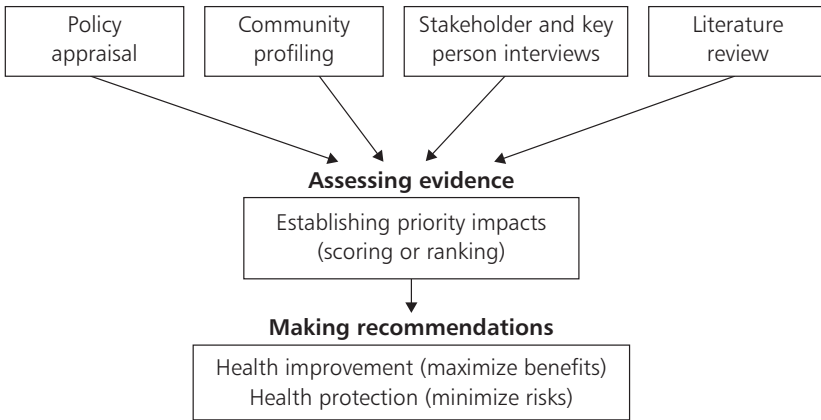 Policy
appraisal
Community
profiling
Stakeholder and key
person interviews
Literature
review
Assessing evidence
Establishing priority impacts
(scoring or ranking)
Making recommendations
Health improvement (maximize benefits)
Health protection (minimize risks)